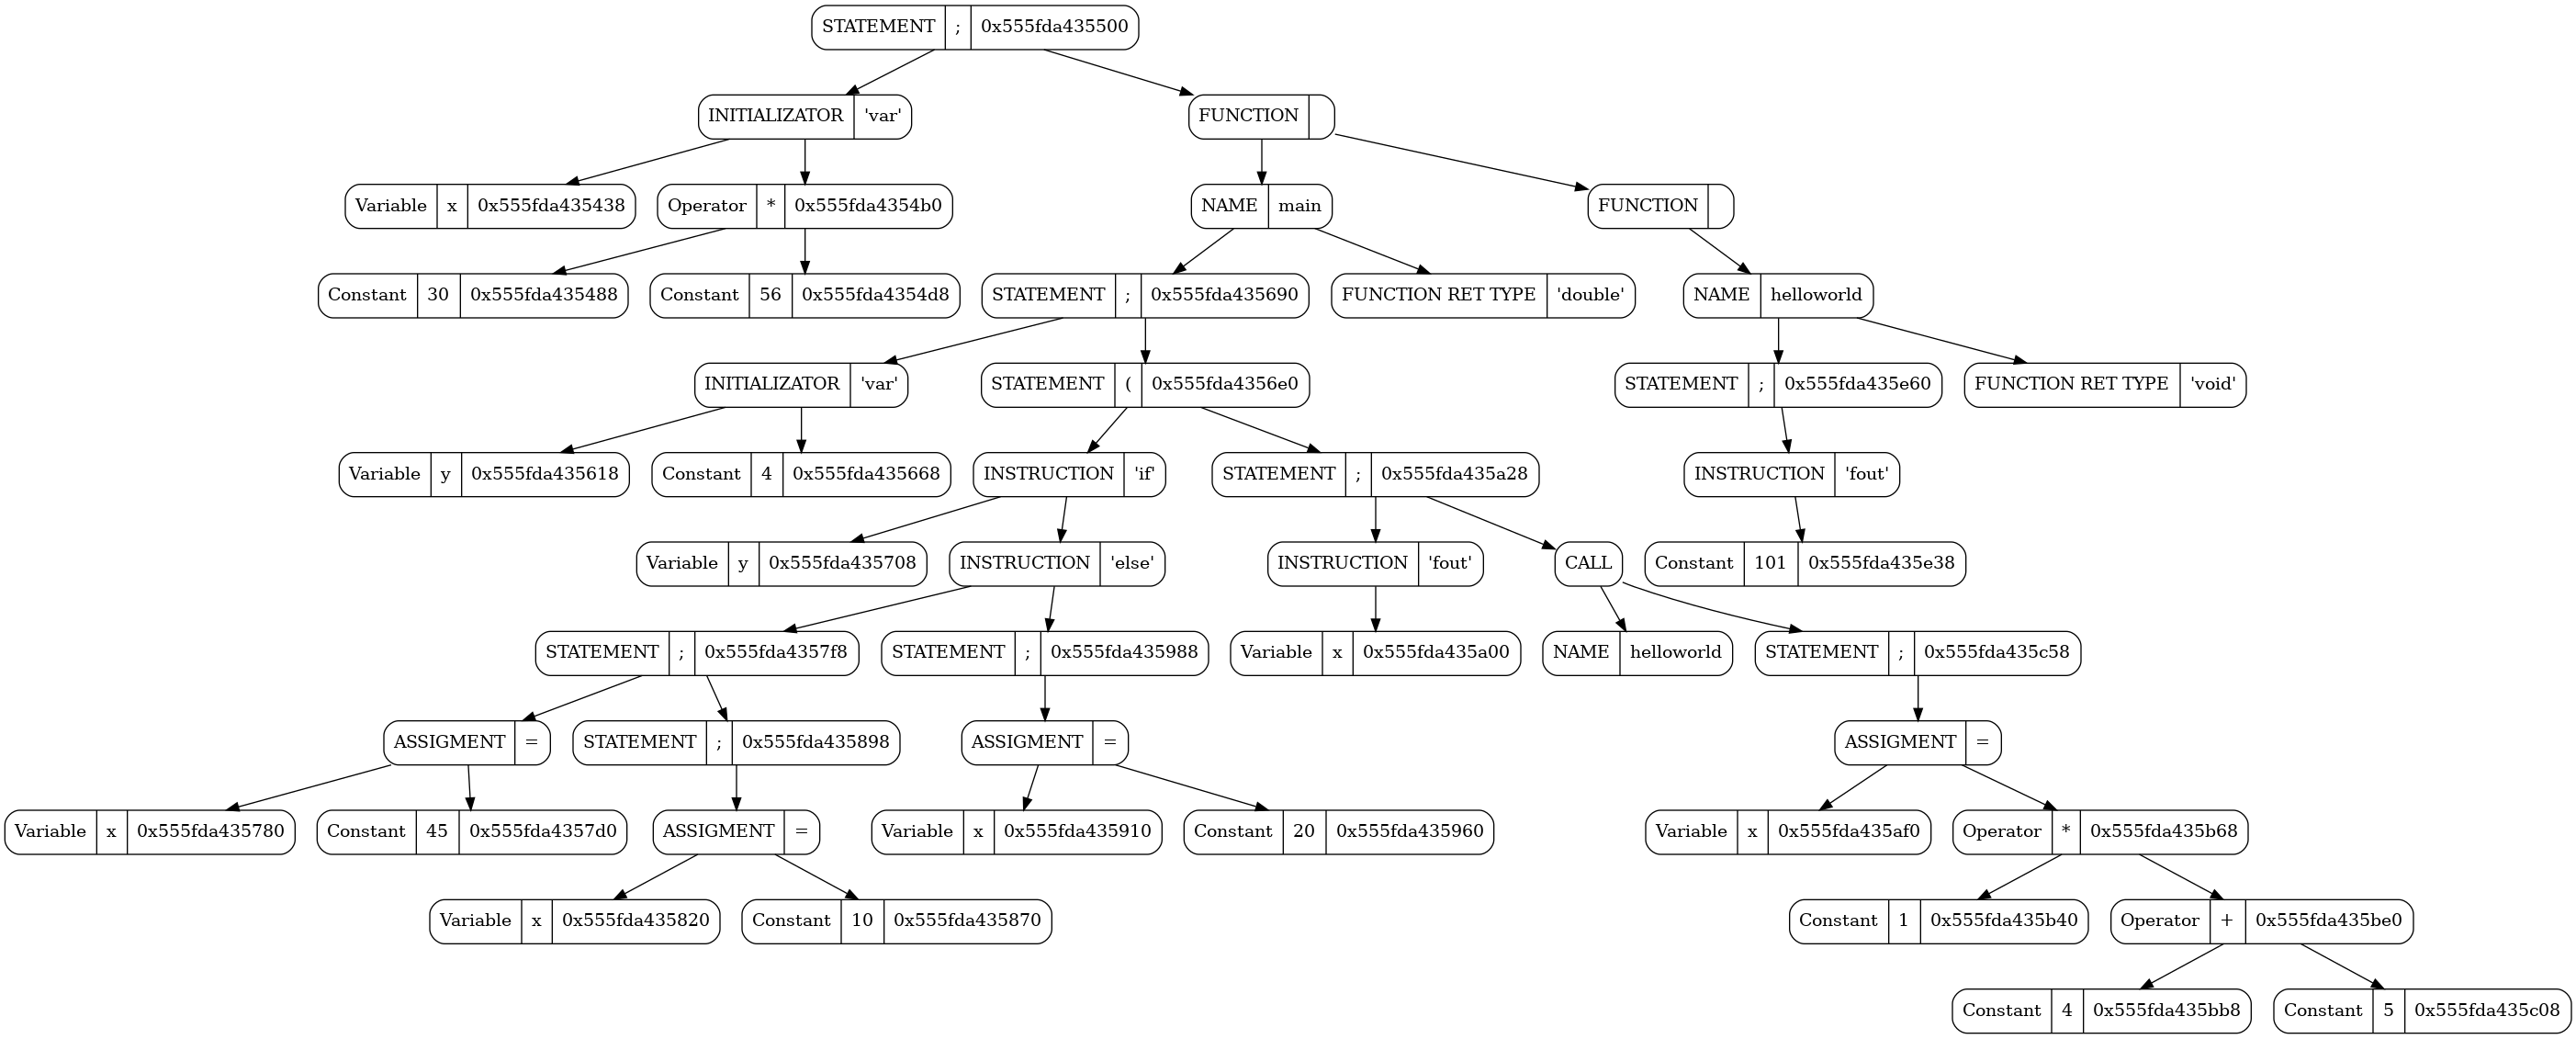 STATEMENT ; 0x555fda435500
INITIALIZATOR 'var'
FUNCTION
Variable x 0x555fda435438
Operator * 0x555fda4354b0
NAME main
FUNCTION
Constant 30 0x555fda435488
Constant 56 0x555fda4354d8
STATEMENT ; 0x555fda435690
FUNCTION RET TYPE 'double'
NAME helloworld
INITIALIZATOR 'var'
STATEMENT ( 0x555fda4356e0
STATEMENT ; 0x555fda435e60
FUNCTION RET TYPE 'void'
Variable y 0x555fda435618
Constant 4 0x555fda435668
INSTRUCTION 'if'
STATEMENT ; 0x555fda435a28
INSTRUCTION 'fout'
Variable y 0x555fda435708
INSTRUCTION 'else'
INSTRUCTION 'fout'
CALL
Constant 101 0x555fda435e38
STATEMENT ; 0x555fda4357f8
STATEMENT ; 0x555fda435988
Variable x 0x555fda435a00
NAME helloworld
STATEMENT ; 0x555fda435c58
ASSIGMENT =
STATEMENT ; 0x555fda435898
ASSIGMENT =
ASSIGMENT =
Variable x 0x555fda435780
Constant 45 0x555fda4357d0
ASSIGMENT =
Variable x 0x555fda435910
Constant 20 0x555fda435960
Variable x 0x555fda435af0
Operator * 0x555fda435b68
Variable x 0x555fda435820
Constant 10 0x555fda435870
Constant 1 0x555fda435b40
Operator + 0x555fda435be0
Constant 4 0x555fda435bb8
Constant 5 0x555fda435c08